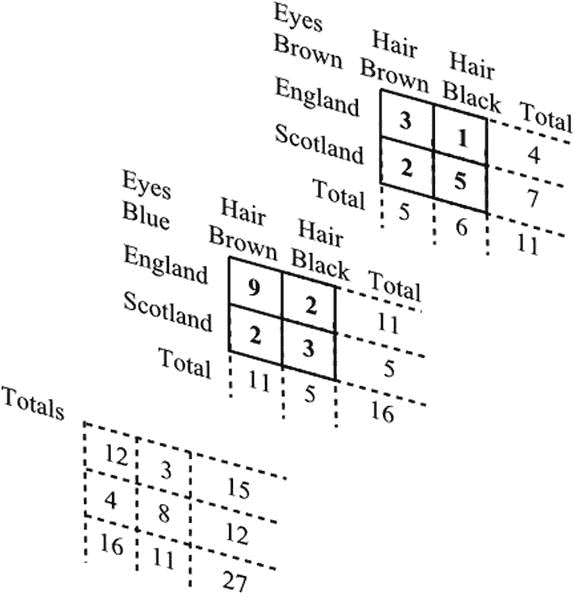 Eyes
Brown
Hair
Brown
Hair
Black
Total
England 3 1 4
Scotland 2 5 7
Total 5 6 11
Eyes
Blue
Hair
Brown
Hair
Black
Total
England 9 2 11
Scotland 2 3 5
Total 11 5 16
Totals
12 3 15
4 8 12
16 11 27